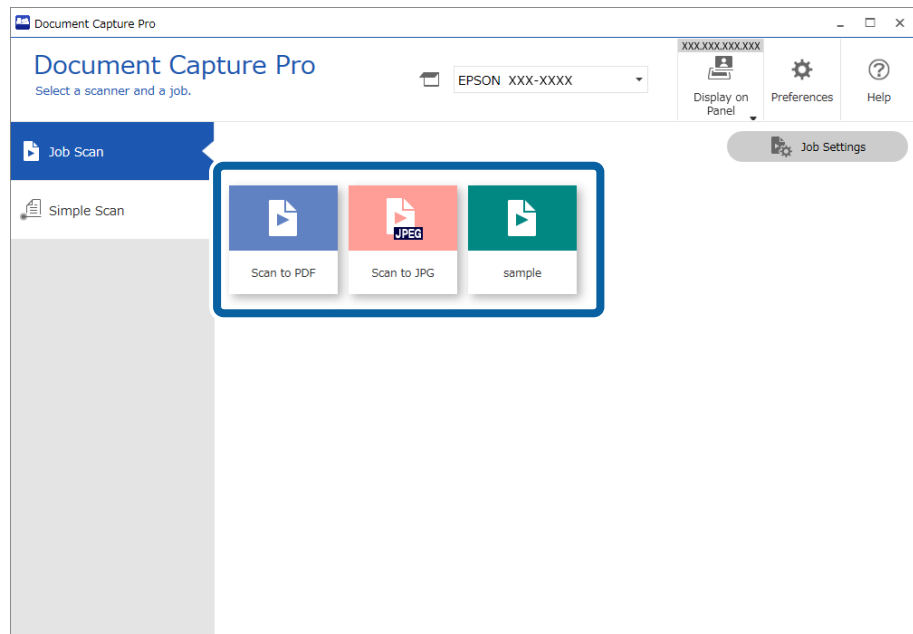 Document Capture Pro
Document Capture Pro
Select a scanner and a job.
EPSON XXX-XXXX
XXX.XXX.XXX.XXX
Display on
Panel
Preferences
Help
Job Scan
Job Settings
Simple Scan
JPEG
Scan to PDF
Scan to JPG
sample